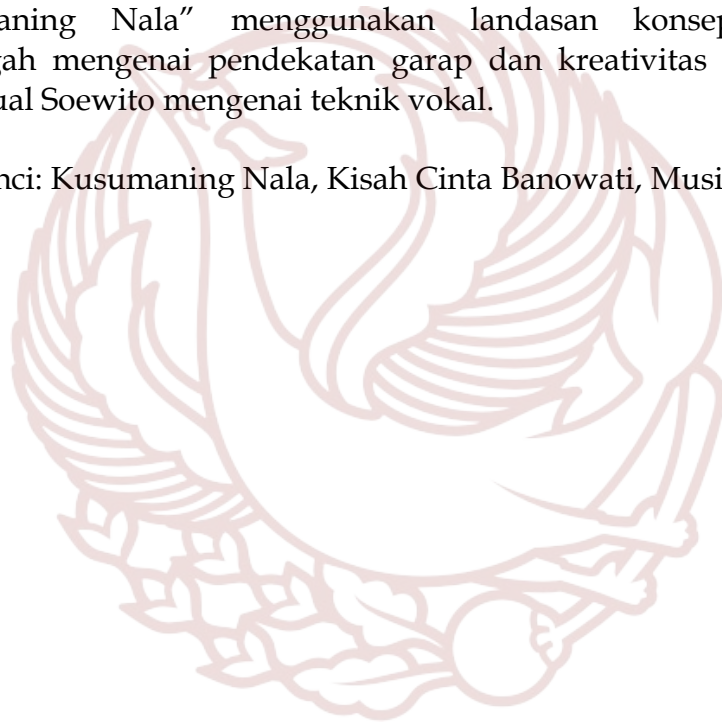 aning Nala” menggunakan landasan konsep
gah mengenai pendekatan garap dan kreativitas
ual Soewito mengenai teknik vokal.
nci: Kusumaning Nala, Kisah Cinta Banowati, Musi